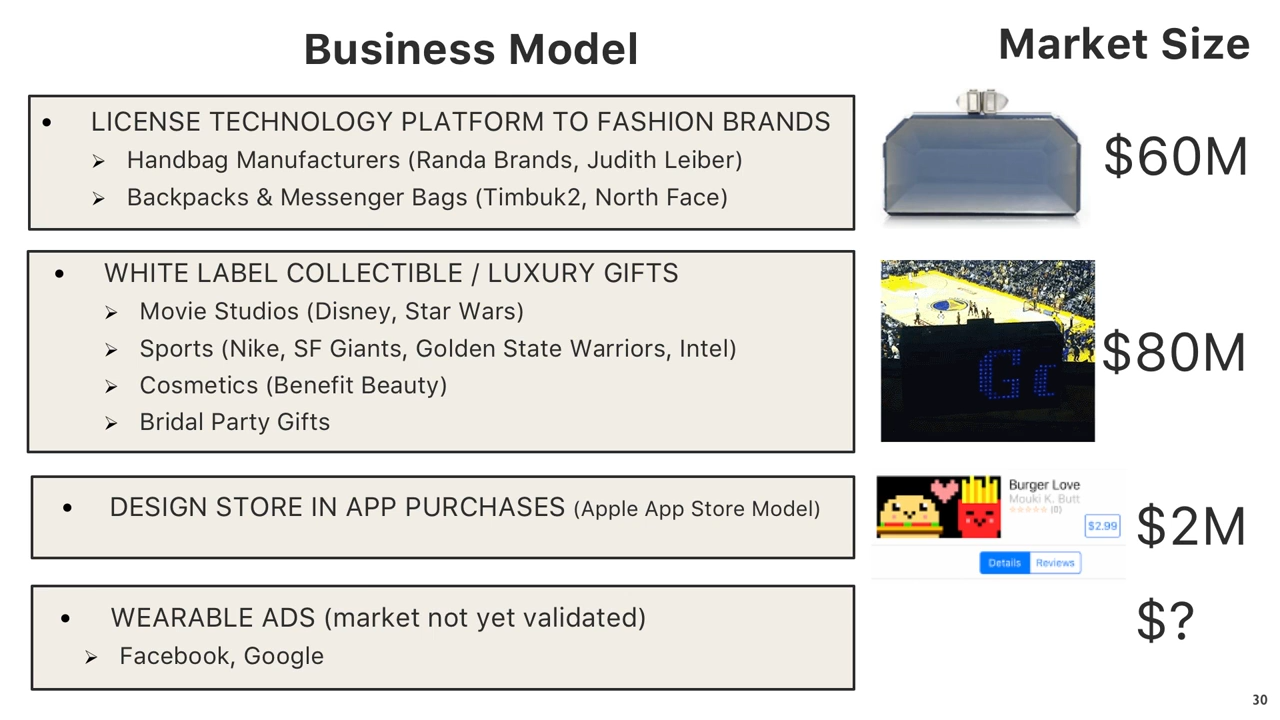 Business Model
Market Size
• LICENSE TECHNOLOGY PLATFORM TO FASHION BRANDS
➢ Handbag Manufacturers (Randa Brands, Judith Leiber)
➢ Backpacks & Messenger Bags (Timbuk2, North Face)
$60M
• WHITE LABEL COLLECTIBLE / LUXURY GIFTS
➢ Movie Studios (Disney, Star Wars)
➢ Sports (Nike, SF Giants, Golden State Warriors, Intel)
➢ Cosmetics (Benefit Beauty)
➢ Bridal Party Gifts
G
$80M
• DESIGN STORE IN APP PURCHASES (Apple App Store Model)
Burger Love
Mouki K. Butt
☆☆☆☆☆ (0)
$2.99
Details Reviews
$2M
• WEARABLE ADS (market not yet validated)
➢ Facebook, Google
$?
30